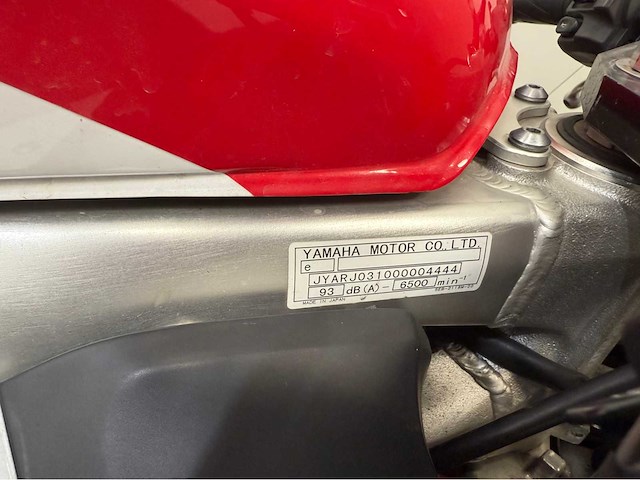 YAMAHA MOTOR CO., LTD.
e
JYARJ031000004444
93 dB(A)- 6500 min⁻¹
MADE IN JAPAN